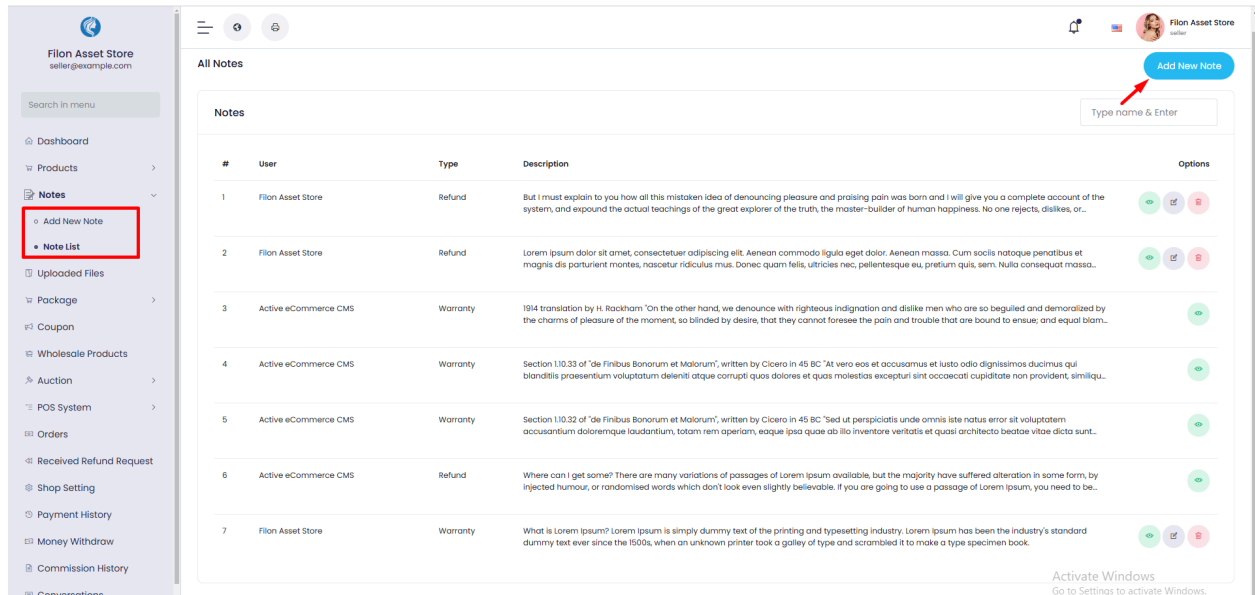 Filon Asset Store
seller@example.com
Search in menu
Dashboard
Products
Notes
Add New Note
Note List
Uploaded Files
Package
Coupon
Wholesale Products
Auction
POS System
Orders
Received Refund Request
Shop Setting
Payment History
Money Withdraw
Commission History
Conversations
Filon Asset Store
seller
All Notes
Add New Note
Notes
Type name & Enter
# User Type Description Options
1 Filon Asset Store Refund But I must explain to you how all this mistaken idea of denouncing pleasure and praising pain was born and I will give you a complete account of the
system, and expound the actual teachings of the great explorer of the truth, the master-builder of human happiness. No one rejects, dislikes, or...
2 Filon Asset Store Refund Lorem ipsum dolor sit amet, consectetuer adipiscing elit. Aenean commodo ligula eget dolor. Aenean massa. Cum sociis natoque penatibus et
magnis dis parturient montes, nascetur ridiculus mus. Donec quam felis, ultricies nec, pellentesque eu, pretium quis, sem. Nulla consequat massa...
3 Active eCommerce CMS Warranty 1914 translation by H. Rackham "On the other hand, we denounce with righteous indignation and dislike men who are so beguiled and demoralized by
the charms of pleasure of the moment, so blinded by desire, that they cannot foresee the pain and trouble that are bound to ensue; and equal blam...
4 Active eCommerce CMS Warranty Section 1.10.33 of "de Finibus Bonorum et Malorum", written by Cicero in 45 BC "At vero eos et accusamus et iusto odio dignissimos ducimus qui
blanditiis praesentium voluptatum deleniti atque corrupti quos dolores et quas molestias excepturi sint occaecati cupiditate non provident, similiqu...
5 Active eCommerce CMS Warranty Section 1.10.32 of "de Finibus Bonorum et Malorum", written by Cicero in 45 BC "Sed ut perspiciatis unde omnis iste natus error sit voluptatem
accusantium doloremque laudantium, totam rem aperiam, eaque ipsa quae ab illo inventore veritatis et quasi architecto beatae vitae dicta sunt...
6 Active eCommerce CMS Refund Where can I get some? There are many variations of passages of Lorem Ipsum available, but the majority have suffered alteration in some form, by
injected humour, or randomised words which don't look even slightly believable. If you are going to use a passage of Lorem Ipsum, you need to be...
7 Filon Asset Store Warranty What is Lorem Ipsum? Lorem Ipsum is simply dummy text of the printing and typesetting industry. Lorem Ipsum has been the industry's standard
dummy text ever since the 1500s, when an unknown printer took a galley of type and scrambled it to make a type specimen book.
Activate Windows
Go to Settings to activate Windows.